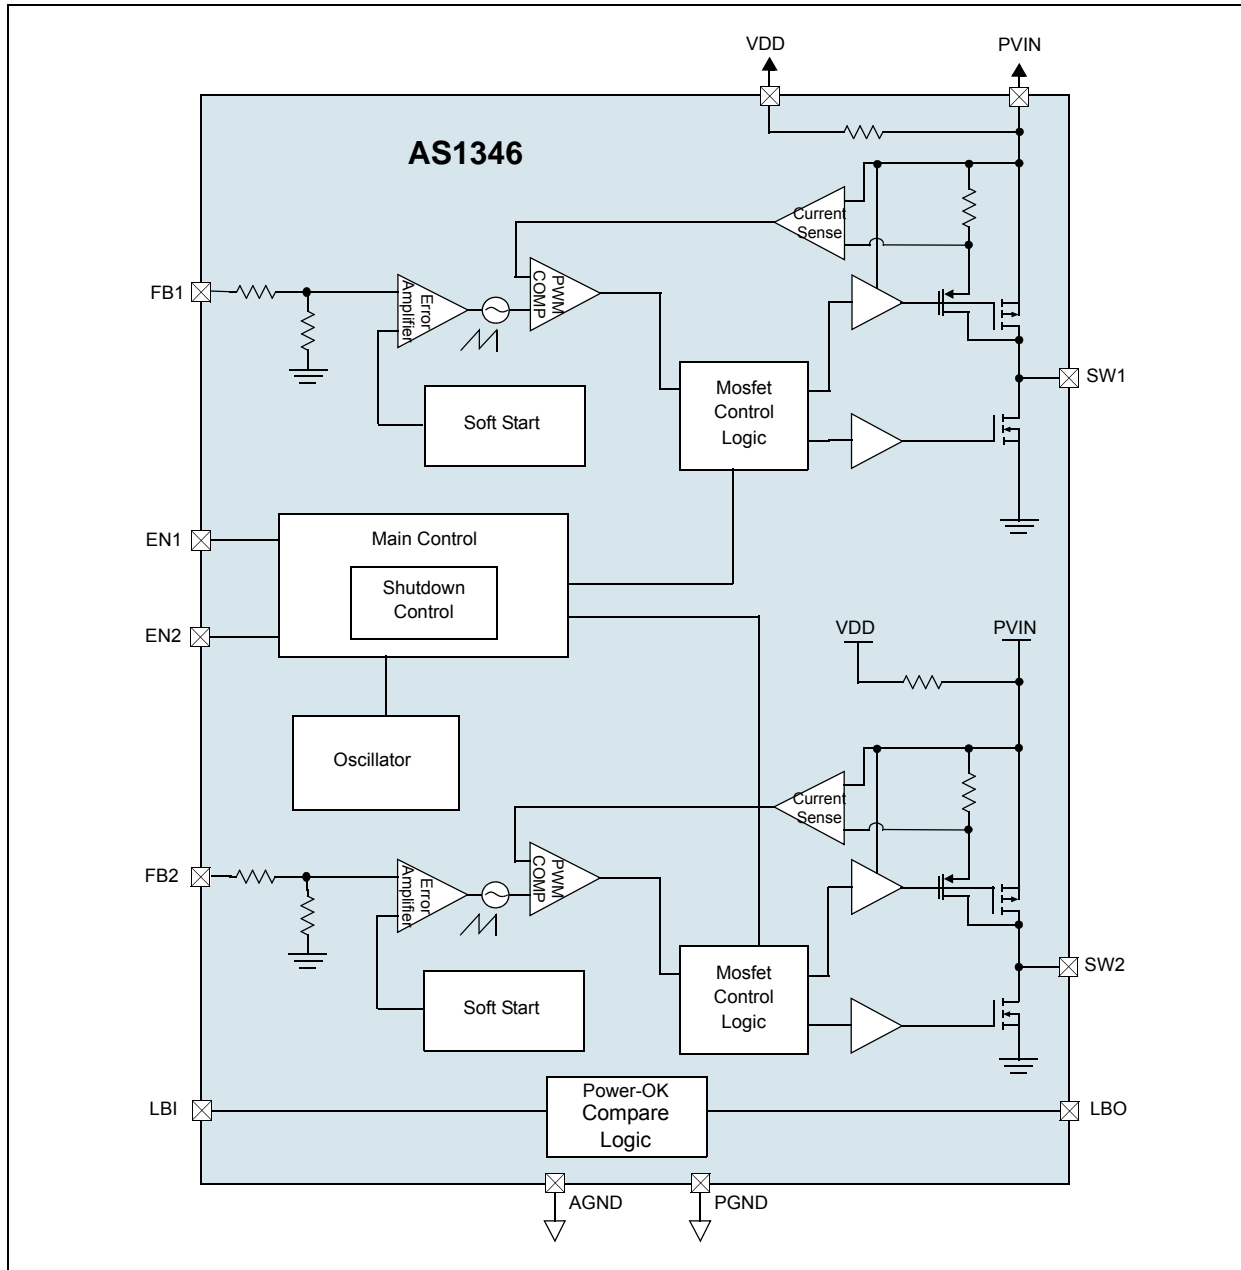 VDD
PVIN
AS1346
Current
Sense
FB1
Error
Amplifier
PWM
COMP
SW1
Mosfet
Control
Logic
Soft Start
EN1
Main Control
Shutdown
Control
EN2
VDD
PVIN
Oscillator
Current
Sense
FB2
Error
Amplifier
PWM
COMP
SW2
Mosfet
Control
Logic
Soft Start
LBI
Power-OK
Compare
Logic
LBO
AGND
PGND